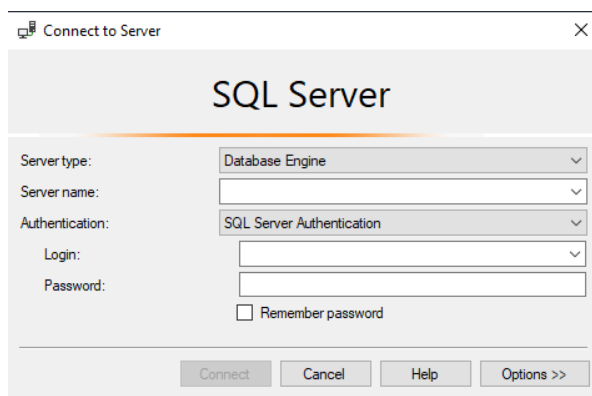 Connect to Server
SQL Server
Server type: Database Engine
Server name:
Authentication: SQL Server Authentication
Login:
Password:
Remember password
Connect Cancel Help Options >>